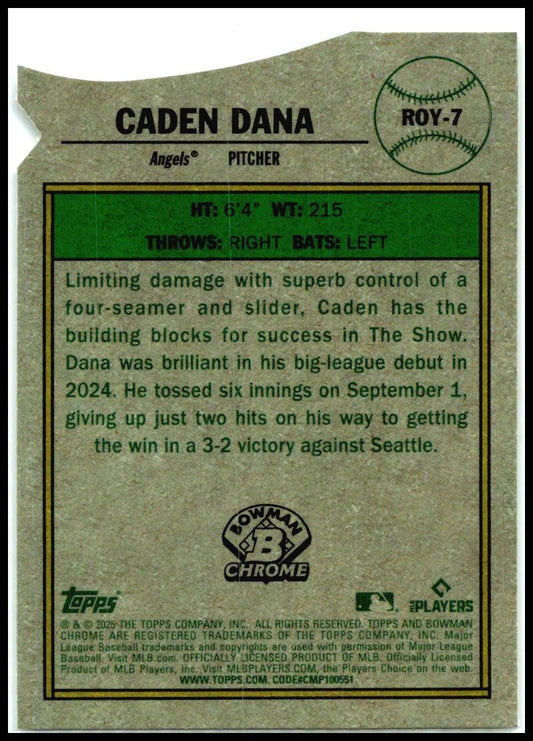 CADEN DANA
ROY-7
Angels® PITCHER
HT: 6'4" WT: 215
THROWS: RIGHT BATS: LEFT
Limiting damage with superb control of a
four-seamer and slider, Caden has the
building blocks for success in The Show.
Dana was brilliant in his big-league debut in
2024. He tossed six innings on September 1,
giving up just two hits on his way to getting
the win in a 3-2 victory against Seattle.
BOWMAN
B
CHROME
Topps
PLAYERS
® & © 2025 THE TOPPS COMPANY, INC. ALL RIGHTS RESERVED. TOPPS AND BOWMAN
CHROME ARE REGISTERED TRADEMARKS OF THE TOPPS COMPANY, INC. Major
League Baseball trademarks and copyrights are used with permission of Major League
Baseball. Visit MLB.com. OFFICIALLY LICENSED PRODUCT OF MLB. Officially Licensed
Product of MLB Players, Inc. Visit MLBPLAYERS.COM, the Players Choice on the web.
WWW.TOPPS.COM. CODE#CMP100551